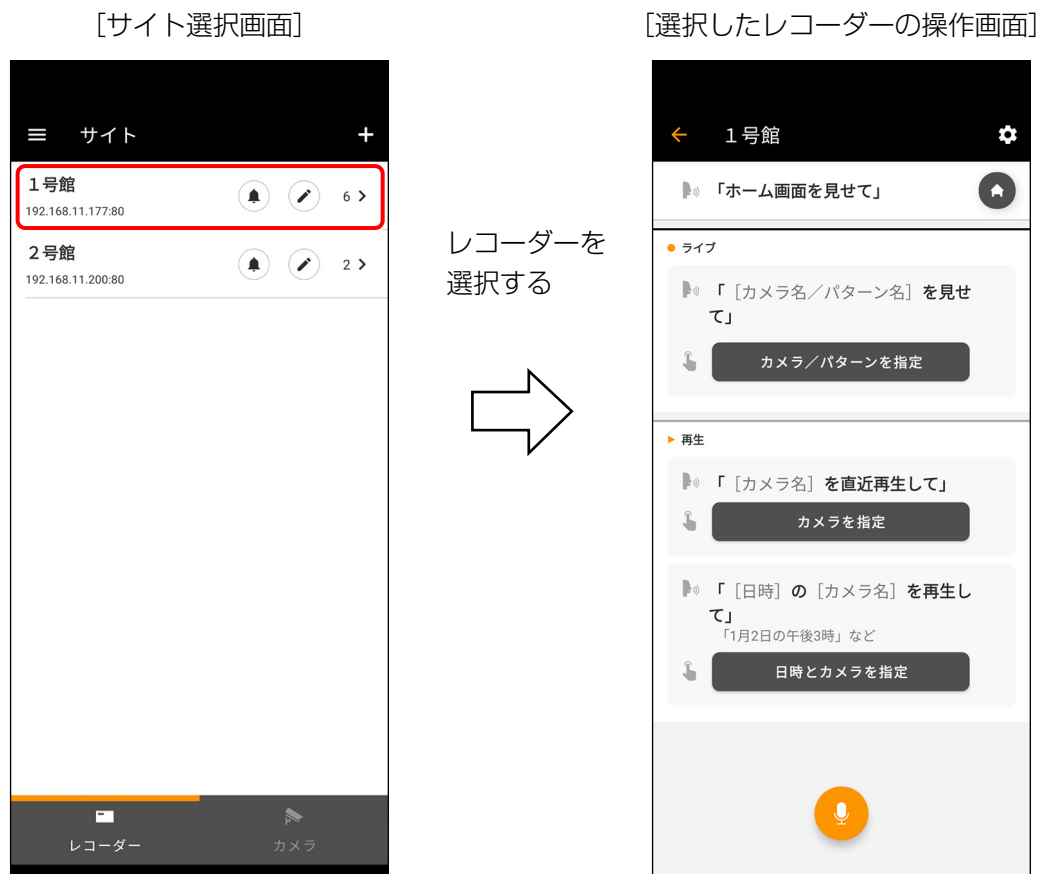 ［サイト選択画面］
サイト
１号館
192.168.11.177:80
6
２号館
192.168.11.200:80
2
レコーダー
カメラ
レコーダーを
選択する
［選択したレコーダーの操作画面］
１号館
「ホーム画面を見せて」
ライブ
「［カメラ名／パターン名］を見せ
て」
カメラ／パターンを指定
再生
「［カメラ名］を直近再生して」
カメラを指定
「［日時］の［カメラ名］を再生し
て」
「1月2日の午後3時」など
日時とカメラを指定